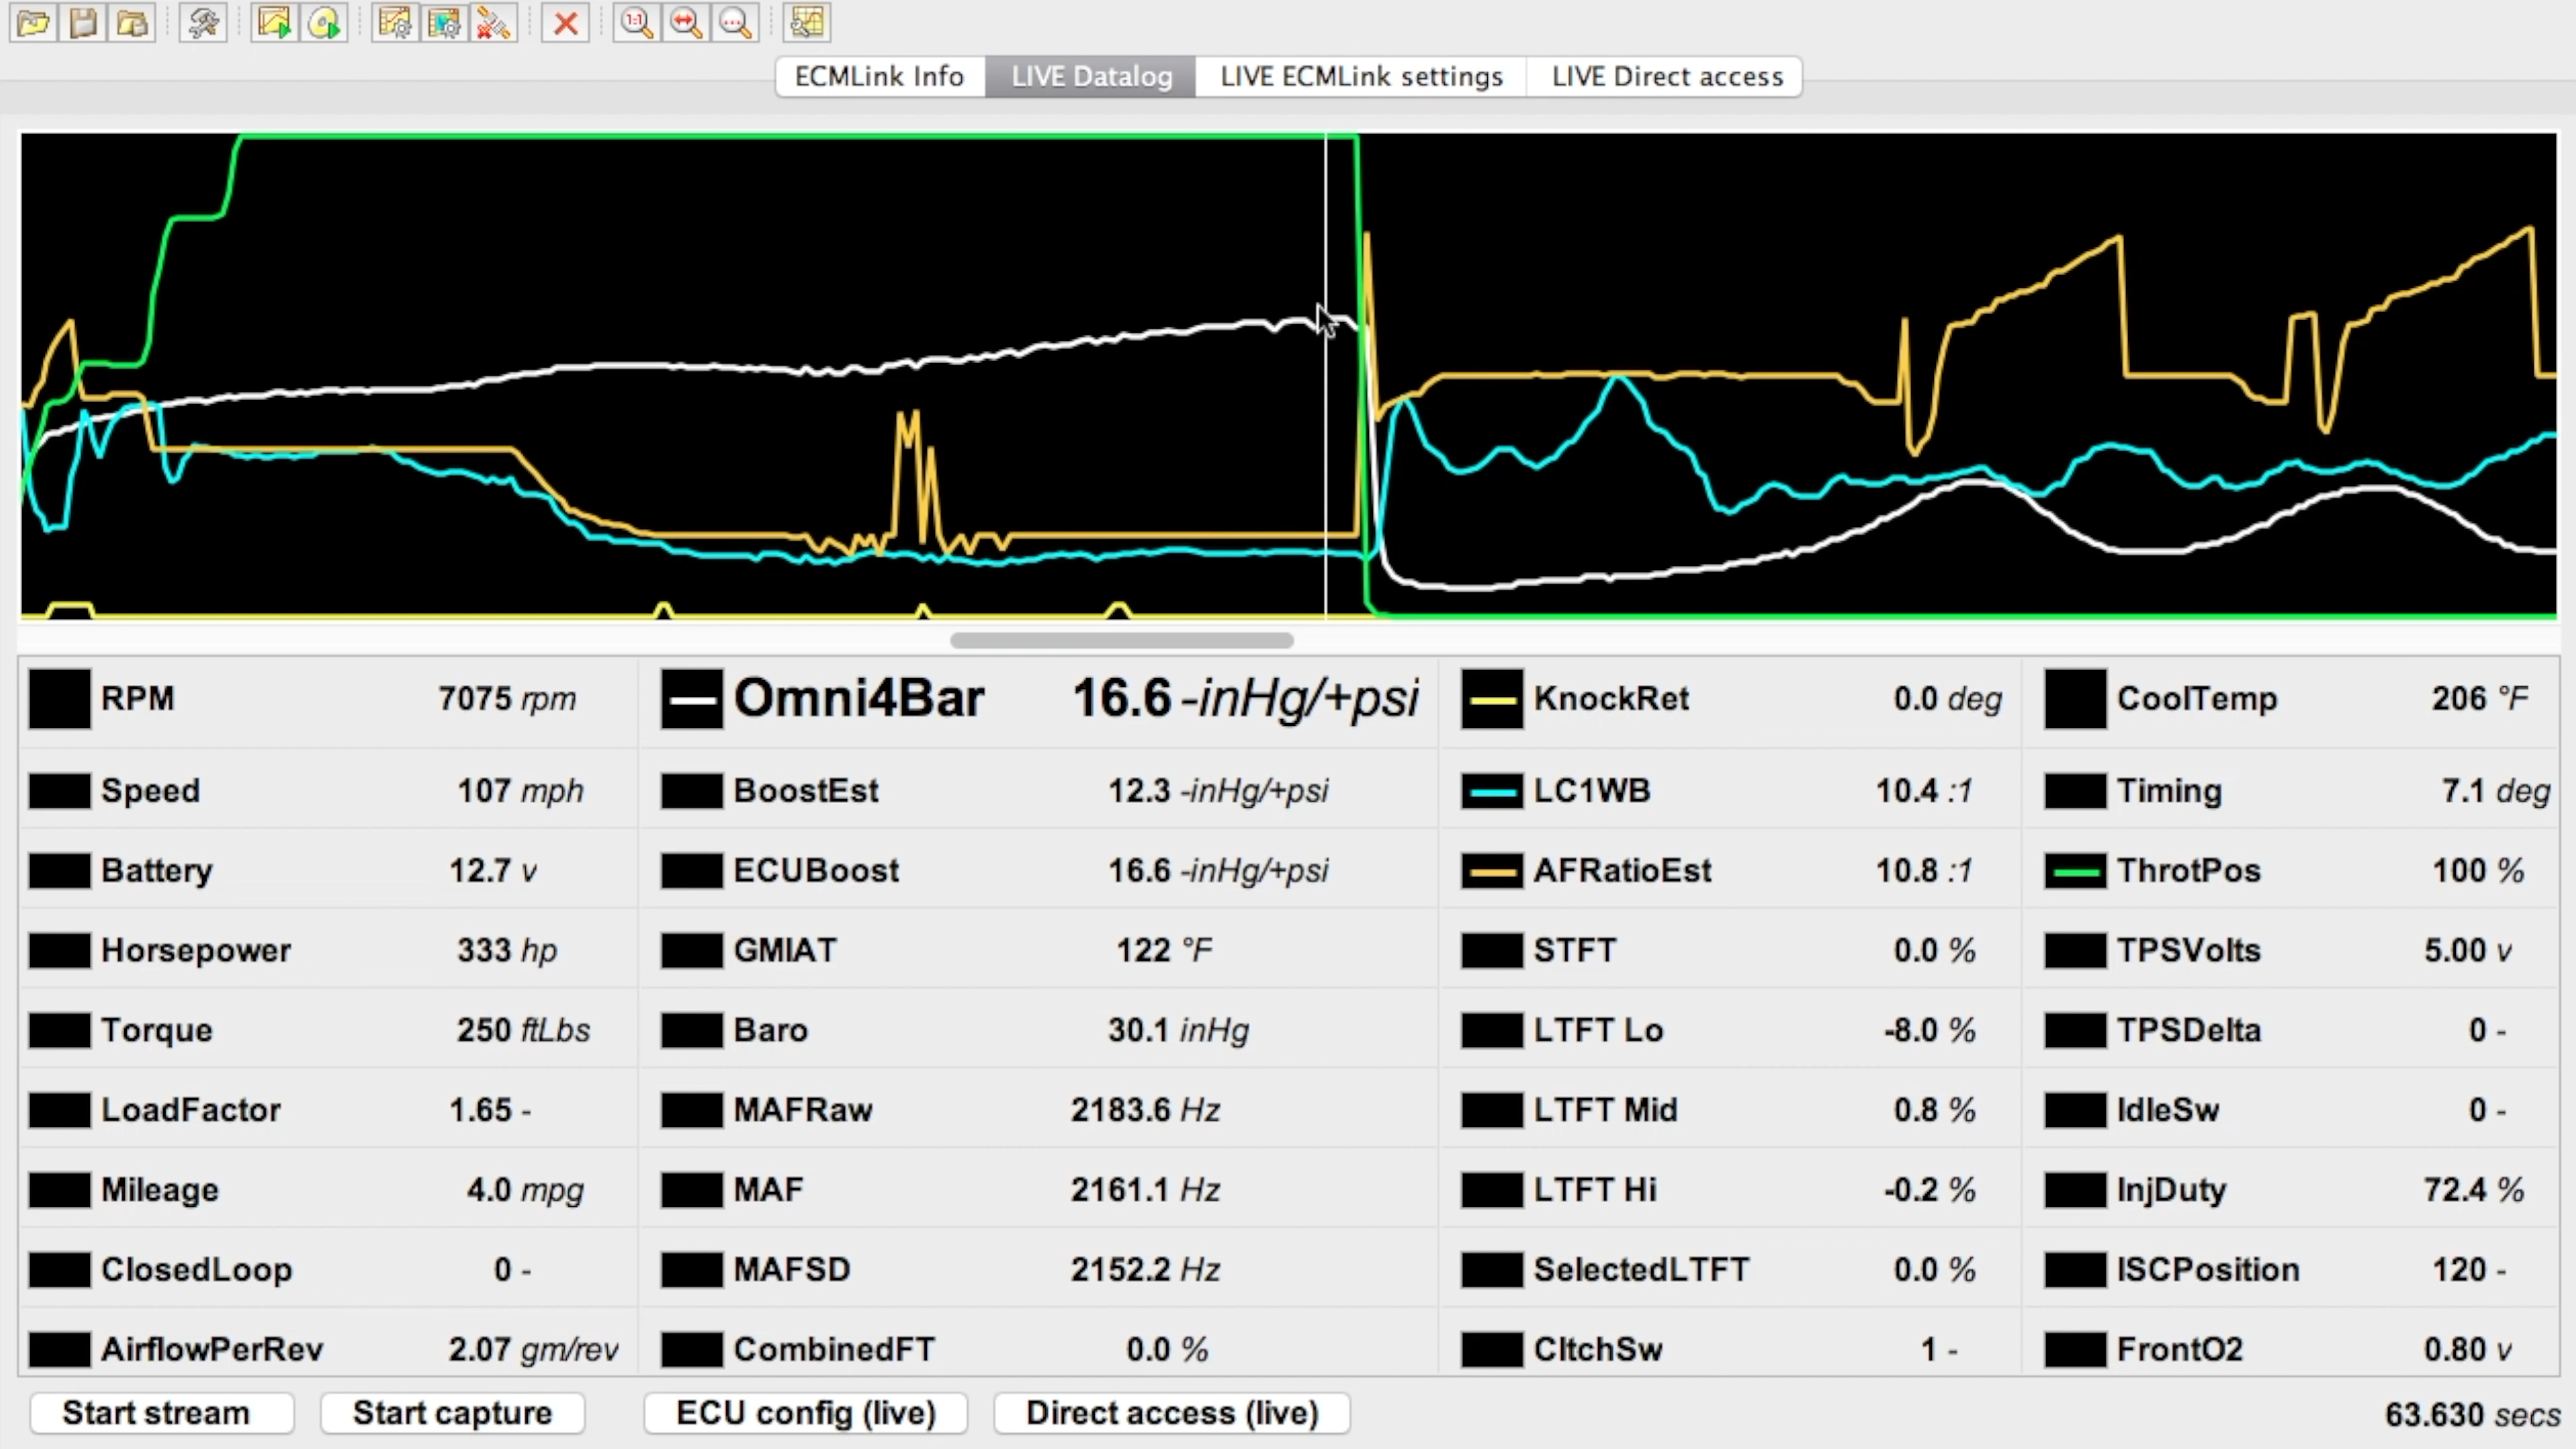 1:1
ECMLink Info LIVE Datalog LIVE ECMLink settings LIVE Direct access
RPM 7075 rpm Omni4Bar 16.6 -inHg/+psi KnockRet 0.0 deg CoolTemp 206 °F
Speed 107 mph BoostEst 12.3 -inHg/+psi LC1WB 10.4 :1 Timing 7.1 deg
Battery 12.7 v ECUBoost 16.6 -inHg/+psi AFRatioEst 10.8 :1 ThrotPos 100 %
Horsepower 333 hp GMIAT 122 °F STFT 0.0 % TPSVolts 5.00 v
Torque 250 ftLbs Baro 30.1 inHg LTFT Lo -8.0 % TPSDelta 0 -
LoadFactor 1.65 - MAFRaw 2183.6 Hz LTFT Mid 0.8 % IdleSw 0 -
Mileage 4.0 mpg MAF 2161.1 Hz LTFT Hi -0.2 % InjDuty 72.4 %
ClosedLoop 0 - MAFSD 2152.2 Hz SelectedLTFT 0.0 % ISCPosition 120 -
AirflowPerRev 2.07 gm/rev CombinedFT 0.0 % CltchSw 1 - FrontO2 0.80 v
Start stream Start capture ECU config (live) Direct access (live) 63.630 secs